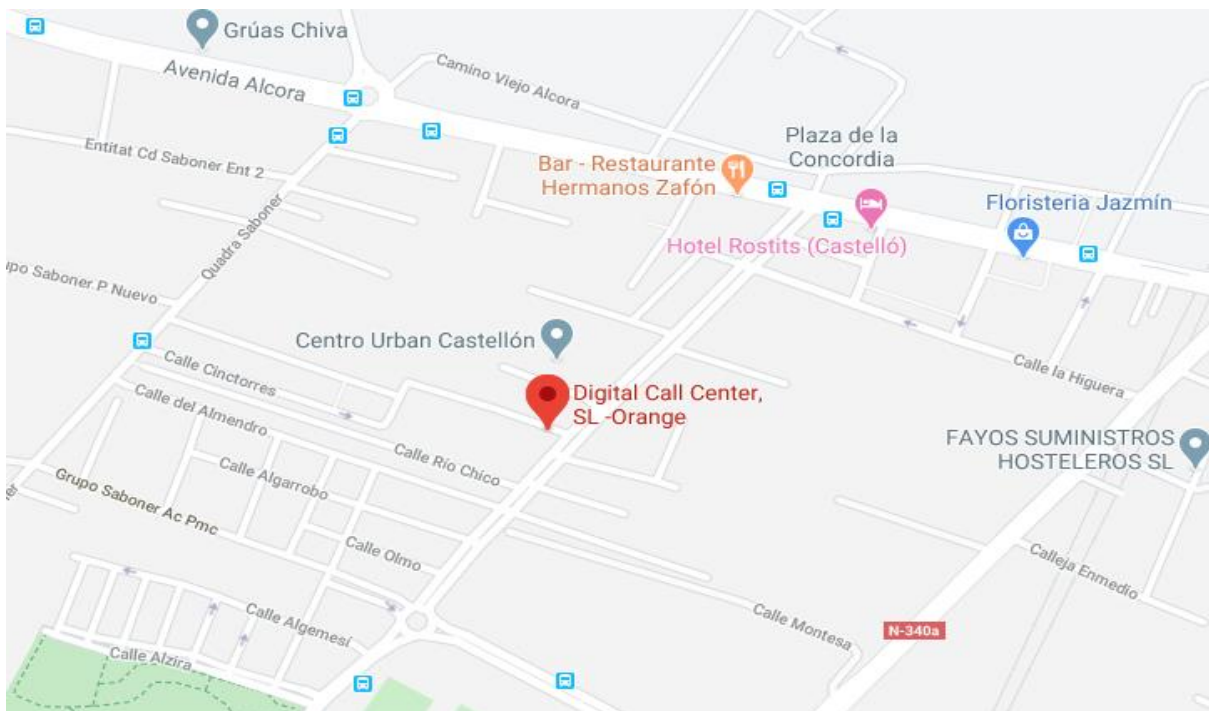 Grúas Chiva
Avenida Alcora
Camino Viejo Alcora
Entitat Cd Saboner Ent 2
Plaza de la
Concordia
Bar - Restaurante
Hermanos Zafón
Floristeria Jazmín
Hotel Rostits (Castelló)
Quadra Saboner
upo Saboner P Nuevo
Centro Urban Castellón
Calle Cinctorres
Calle la Higuera
Digital Call Center,
SL -Orange
Calle del Almendro
FAYOS SUMINISTROS
HOSTELEROS SL
Calle Río Chico
Calle Algarrobo
Grupo Saboner Ac Pmc
Calle Olmo
Calleja Enmedio
Calle Algemesí
Calle Montesa
N-340a
Calle Alzira